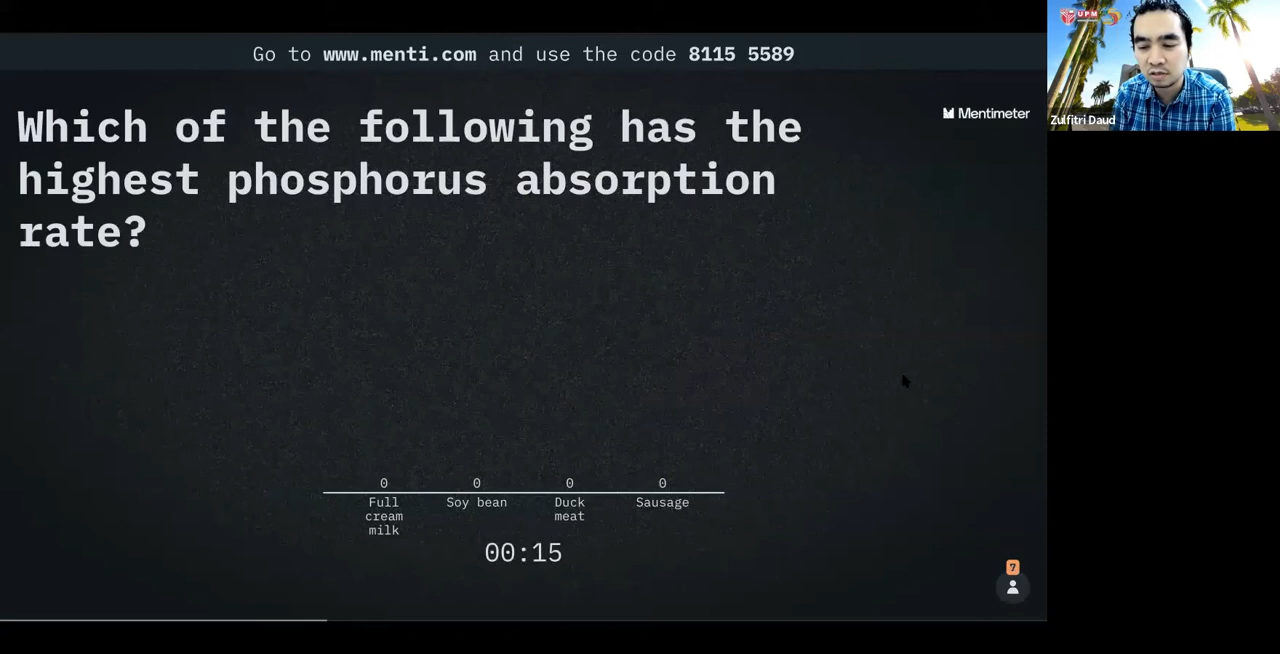 Go to www.menti.com and use the code 8115 5589
Which of the following has the
highest phosphorus absorption
rate?
Mentimeter
UPM
Zulfitri Daud
0 0 0 0
Full Soy bean Duck Sausage
cream meat
milk
00:15
7